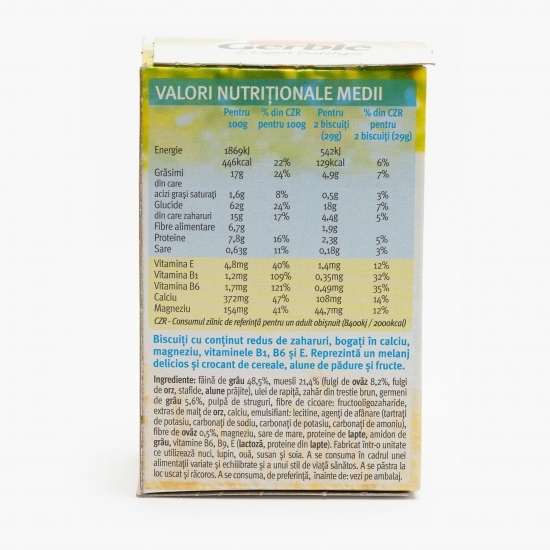 Gerblé
VALORI NUTRIȚIONALE MEDII
Pentru 100g % din CZR pentru 100g Pentru 2 biscuiți (29g) % din CZR pentru 2 biscuiți (29g)
Energie 1869kJ 542kJ
446kcal 22% 129kcal 6%
Grăsimi 17g 24% 4,9g 7%
din care
acizi grași saturați 1,6g 8% 0,5g 3%
Glucide 62g 24% 18g 7%
din care zaharuri 15g 17% 4,4g 5%
Fibre alimentare 6,7g 1,9g
Proteine 7,8g 16% 2,3g 5%
Sare 0,63g 11% 0,18g 3%
Vitamina E 4,8mg 40% 1,4mg 12%
Vitamina B1 1,2mg 109% 0,35mg 32%
Vitamina B6 1,7mg 121% 0,49mg 35%
Calciu 372mg 47% 108mg 14%
Magneziu 154mg 41% 44,7mg 12%
CZR - Consumul zilnic de referință pentru un adult obișnuit (8400kJ / 2000kcal)
Biscuiți cu conținut redus de zaharuri, bogați în calciu,
magneziu, vitaminele B1, B6 și E. Reprezintă un melanj
delicios și crocant de cereale, alune de pădure și fructe.
Ingrediente: făină de grâu 48,5%, muesli 21,4% (fulgi de ovăz 8,2%, fulgi
de orz, stafide, alune prăjite), ulei de rapiță, zahăr din trestie brun, germeni
de grâu 5,6%, pulpă de struguri, fibre de cicoare: fructooligozaharide,
extras de malț de orz, calciu, emulsifiant: lecitine, agenți de afânare (tartrați
de potasiu, carbonați de sodiu, carbonați de potasiu, carbonați de amoniu),
fibre de ovăz 0,5%, magneziu, sare de mare, proteine de lapte, amidon de
grâu, vitamine B6, B9, E (lactoză, proteine din lapte). Fabricat într-o unitate
ce utilizează nuci, lupin, ouă, susan și soia. A se consuma în cadrul unei
alimentații variate și echilibrate și a unui stil de viață sănătos. A se păstra la
loc uscat și răcoros. A se consuma, de preferință, înainte de: vezi pe ambalaj.